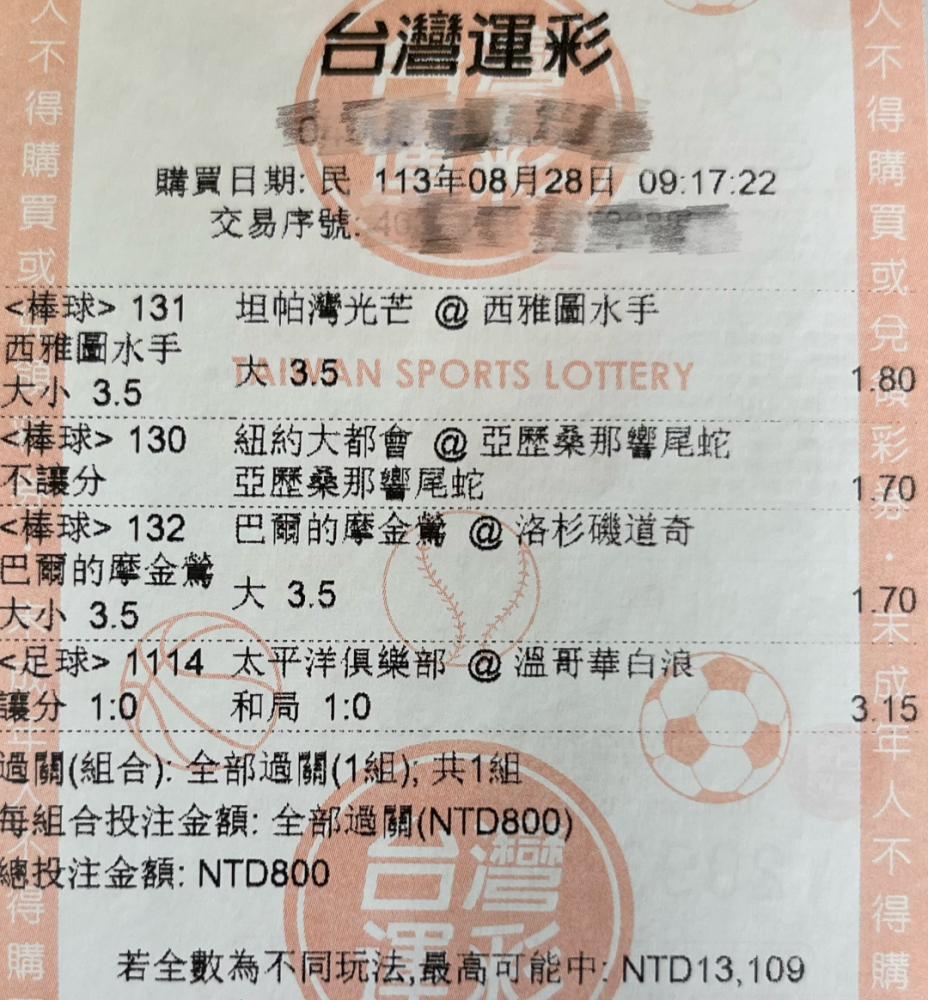 台灣運彩
購買日期: 民 113年08月28日 09:17:22
交易序號:
<棒球> 131 坦帕灣光芒 @ 西雅圖水手
西雅圖水手
大小 3.5 大 3.5 1.80
TAIWAN SPORTS LOTTERY
<棒球> 130 紐約大都會 @ 亞歷桑那響尾蛇
不讓分 亞歷桑那響尾蛇 1.70
<棒球> 132 巴爾的摩金鶯 @ 洛杉磯道奇
巴爾的摩金鶯
大小 3.5 大 3.5 1.70
<足球> 1114 太平洋俱樂部 @ 溫哥華白浪
讓分 1:0 和局 1:0 3.15
過關(組合): 全部過關(1組); 共1組
每組合投注金額: 全部過關(NTD800)
總投注金額: NTD800
台灣
運彩
若全數為不同玩法,最高可能中: NTD13,109
人不得購買或
人不得購買或兌領彩券·未成年人不得購